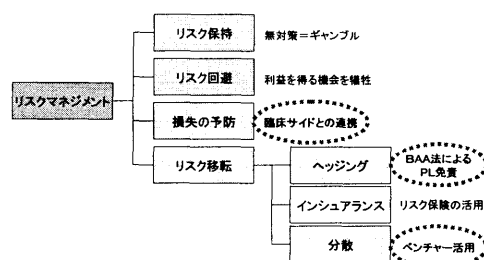 リスク保持 無対策=ギャンブル
リスク回避 利益を得る機会を犠牲
リスクマネジメント
損失の予防 臨床サイドとの連携
リスク移転
ヘッジング
BAA法による
PL免責
インシュアランス リスク保険の活用
分散 ベンチャー活用